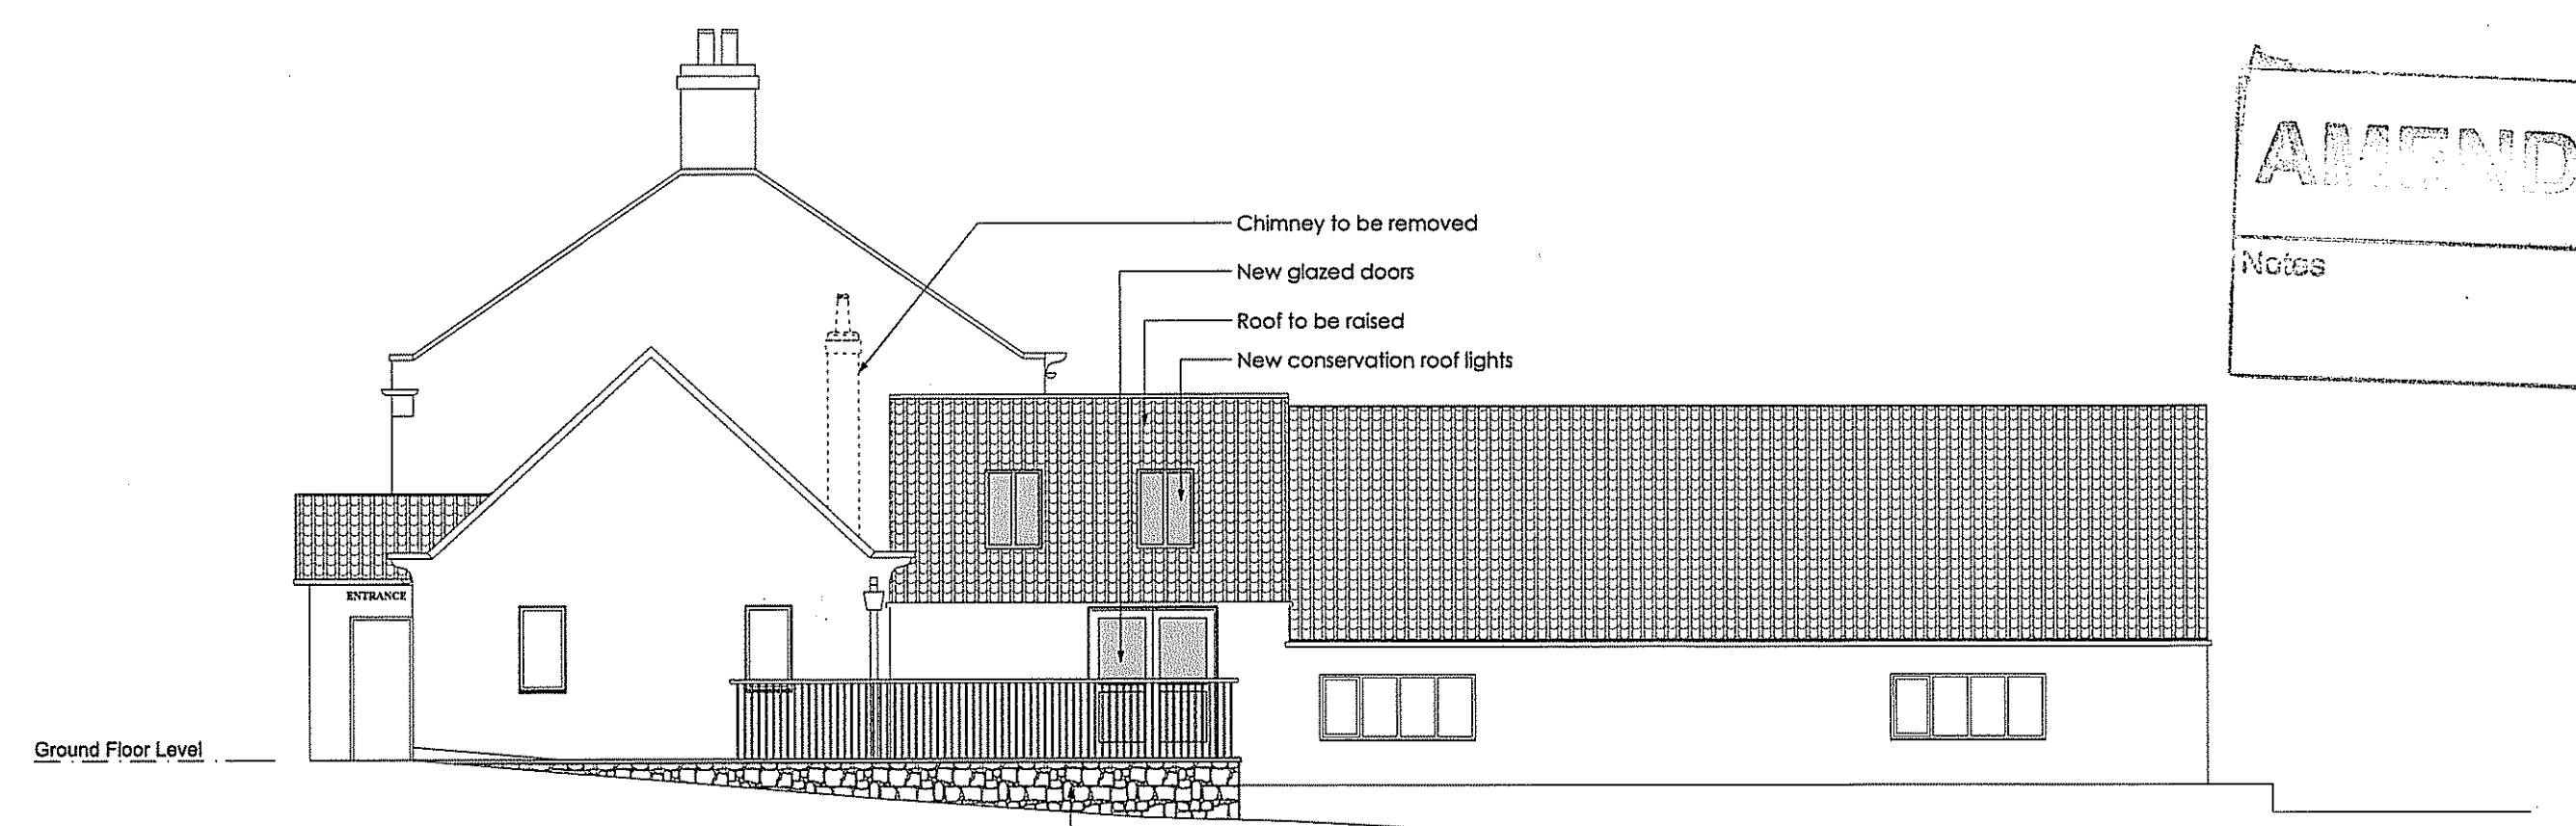 Chimney to be removed
New glazed doors
Roof to be raised
New conservation roof lights
AMEND
Notes
ENTRANCE
Ground Floor Level